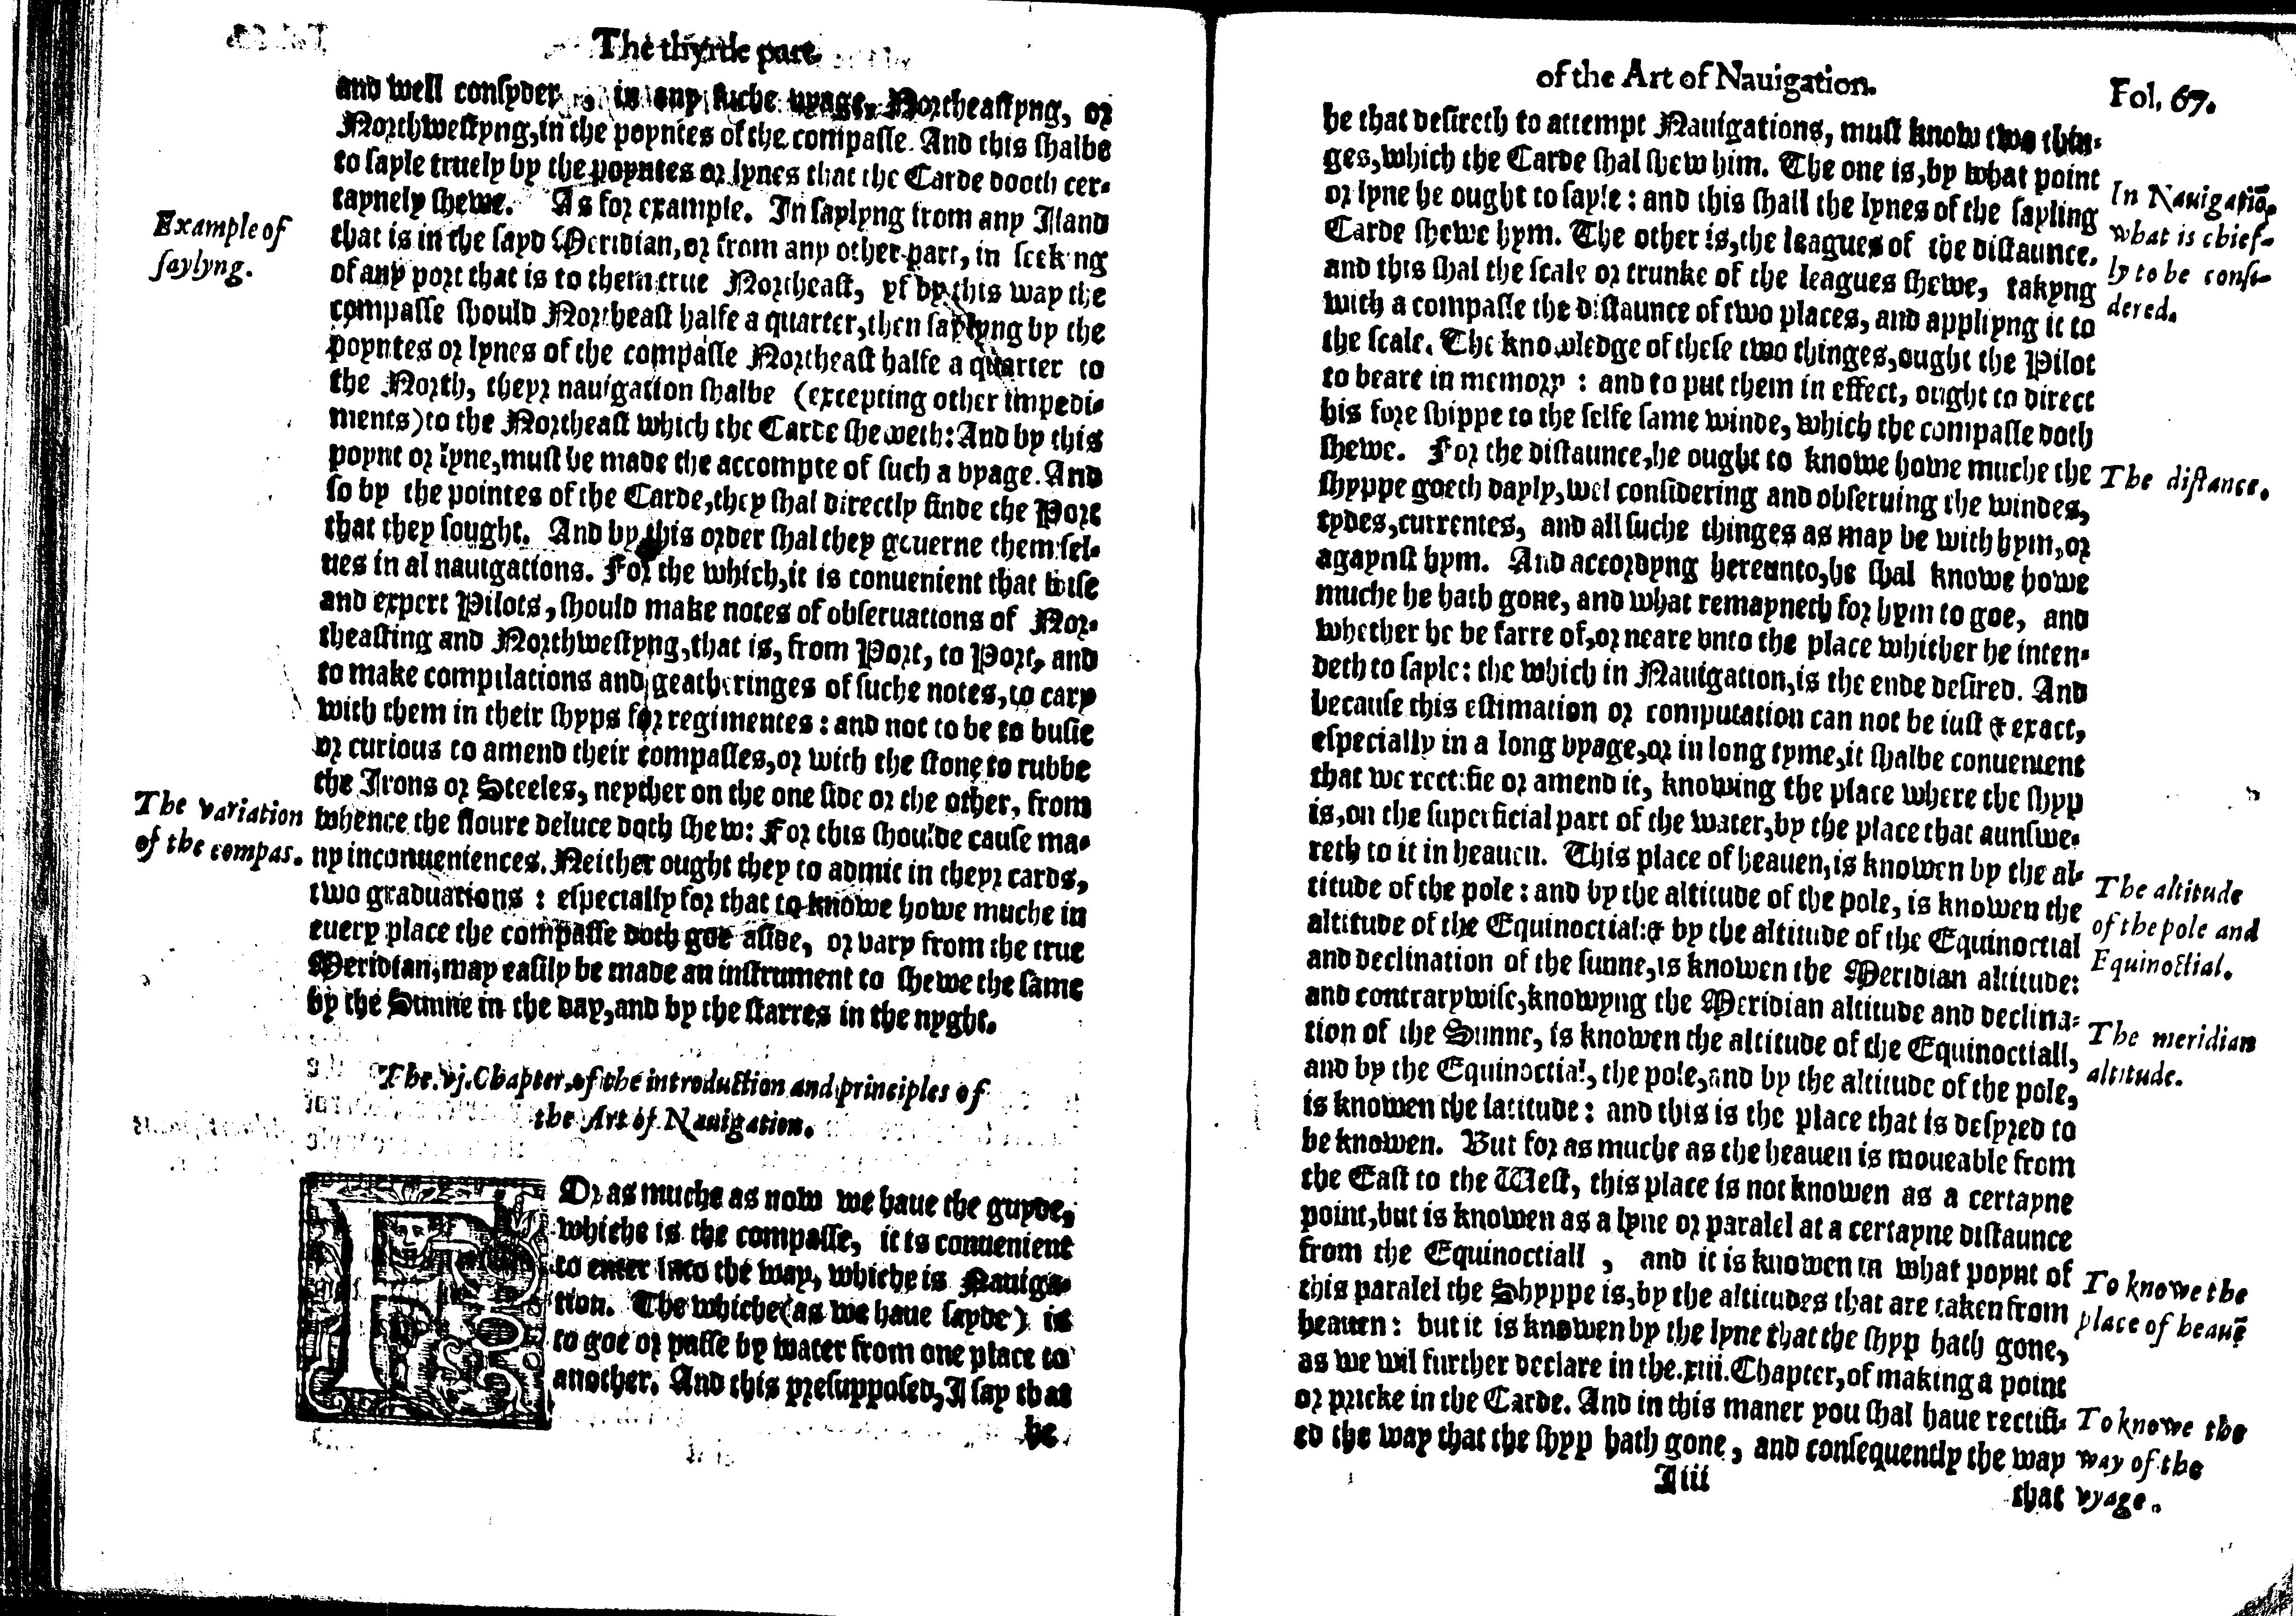 The thyrde part.
and well consyder in any suche vyage, Northeastyng, or
Northwestyng, in the poyntes of the compasse. And this shalbe
to sayle truely by the poyntes or lynes that the Carde dooth cer-
taynely shewe. As for example. In saylyng from any Iland
that is in the sayd Meridian, or from any other part, in seekyng
of any port that is to them true Northeast, yf by this way the
compasse should Northeast halfe a quarter, then saylyng by the
poyntes or lynes of the compasse Northeast halfe a quarter to
the North, theyr nauigation shalbe (excepting other impedi-
ments) to the Northeast which the Carde sheweth: And by this
poynt or lyne, must be made the accompte of such a vyage. And
so by the pointes of the Carde, they shal directly finde the Port
that they sought. And by this order shal they gouerne themsel-
ues in al nauigations. For the which, it is conuenient that wise
and expert Pilots, should make notes of obseruations of Nor-
theasting and Northwestyng, that is, from Port, to Port, and
to make compilations and geatheringes of suche notes, to cary
with them in their shyps for regimentes: and not to be to busie
or curious to amend their compasses, or with the stone to rubbe
the Irons or Steeles, neyther on the one side or the other, from
whence the floure deluce doth shew: For this shoulde cause ma-
ny inconueniences. Neither ought they to admit in theyr cards,
two graduations: especially for that to knowe howe muche in
euery place the compasse doth goe aside, or vary from the true
Meridian, may easily be made an instrument to shewe the same
by the Sunne in the day, and by the starres in the nyght.
Example of
saylyng.
The variation
of the compas.
The .vj. Chapter, of the introduction and principles of
the Art of Nauigation.
FOr as muche as now we haue the guyde,
whiche is the compasse, it is conuenient
to enter into the way, whiche is Nauiga-
tion. The whiche (as we haue sayde) is
to goe or passe by water from one place to
another. And this presupposed, I say that
he
of the Art of Nauigation.
Fol. 67.
he that desireth to attempt Nauigations, must know two thin-
ges, which the Carde shal shew him. The one is, by what point
or lyne he ought to sayle: and this shall the lynes of the sayling
Carde shewe hym. The other is, the leagues of the distaunce.
and this shal the scale or trunke of the leagues shewe, takyng
with a compasse the distaunce of two places, and appliyng it to
the scale. The knowledge of these two thinges, ought the Pilot
to beare in memory: and to put them in effect, ought to direct
his fore shippe to the selfe same winde, which the compasse doth
shewe. For the distaunce, he ought to knowe howe muche the
shyppe goeth dayly, wel considering and obseruing the windes,
tydes, currentes, and all suche thinges as may be with hym, or
agaynst hym. And accordyng hereunto, he shal knowe howe
muche he hath gone, and what remayneth for hym to goe, and
whether he be farre of, or neare vnto the place whither he inten-
deth to sayle: the which in Nauigation, is the ende desired. And
because this estimation or computation can not be iust & exact,
especially in a long vyage, or in long tyme, it shalbe conuenient
that we rectifie or amend it, knowing the place where the shyp
is, on the superficial part of the water, by the place that aunswe-
reth to it in heauen. This place of heauen, is knowen by the al-
titude of the pole: and by the altitude of the pole, is knowen the
altitude of the Equinoctial: & by the altitude of the Equinoctial
and declination of the sunne, is knowen the Meridian altitude:
and contrarywise, knowyng the Meridian altitude and declina-
tion of the Sunne, is knowen the altitude of the Equinoctiall,
and by the Equinoctial, the pole, and by the altitude of the pole,
is knowen the latitude: and this is the place that is desyred to
be knowen. But for as muche as the heauen is moueable from
the East to the West, this place is not knowen as a certayne
point, but is knowen as a lyne or paralel at a certayne distaunce
from the Equinoctiall, and it is knowen in what poynt of
this paralel the Shyppe is, by the altitudes that are taken from
heauen: but it is knowen by the lyne that the shyp hath gone,
as we wil further declare in the .xiii. Chapter, of making a point
or pricke in the Carde. And in this maner you shal haue rectifi-
ed the way that the shyp hath gone, and consequently the way
I iii
that
In Nauigatiō,
what is chief-
ly to be consi-
dered.
The distance.
The altitude
of the pole and
Equinoctial.
The meridian
altitude.
To knowe the
place of heauē
To knowe the
way of the
vyage.